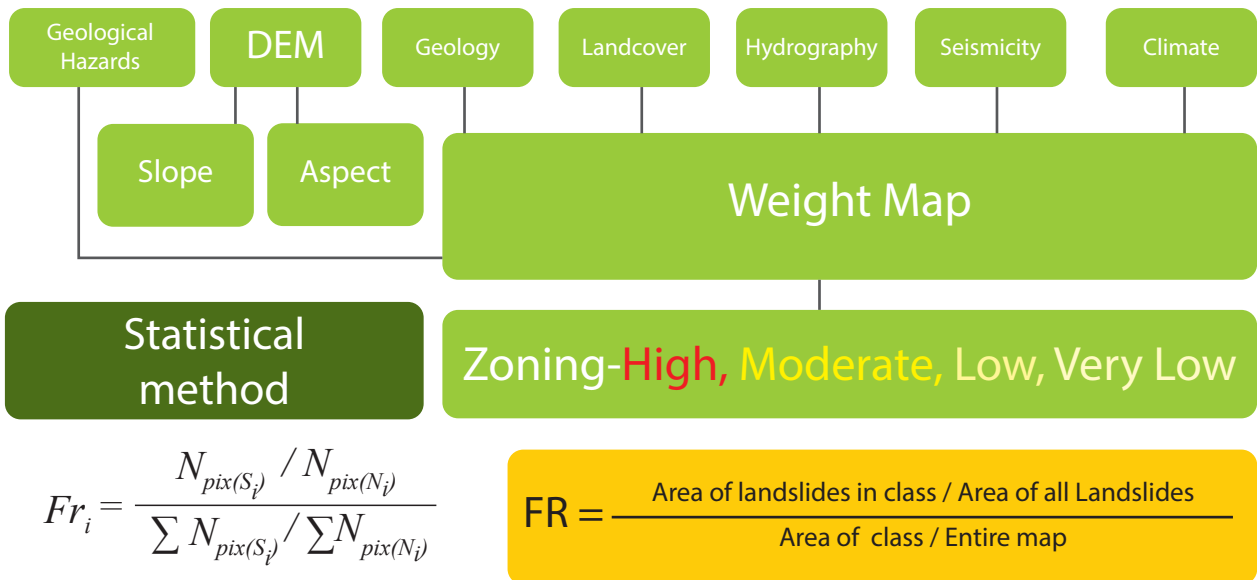 Geological
Hazards
DEM
Geology
Landcover
Hydrography
Seismicity
Climate
Slope
Aspect
Weight Map
Statistical
method
Zoning-High, Moderate, Low, Very Low
Fr_i = (N_pix(S_i) / N_pix(N_i)) / (∑ N_pix(S_i) / ∑ N_pix(N_i))
FR = 
Area of landslides in class / Area of all Landslides
Area of class / Entire map